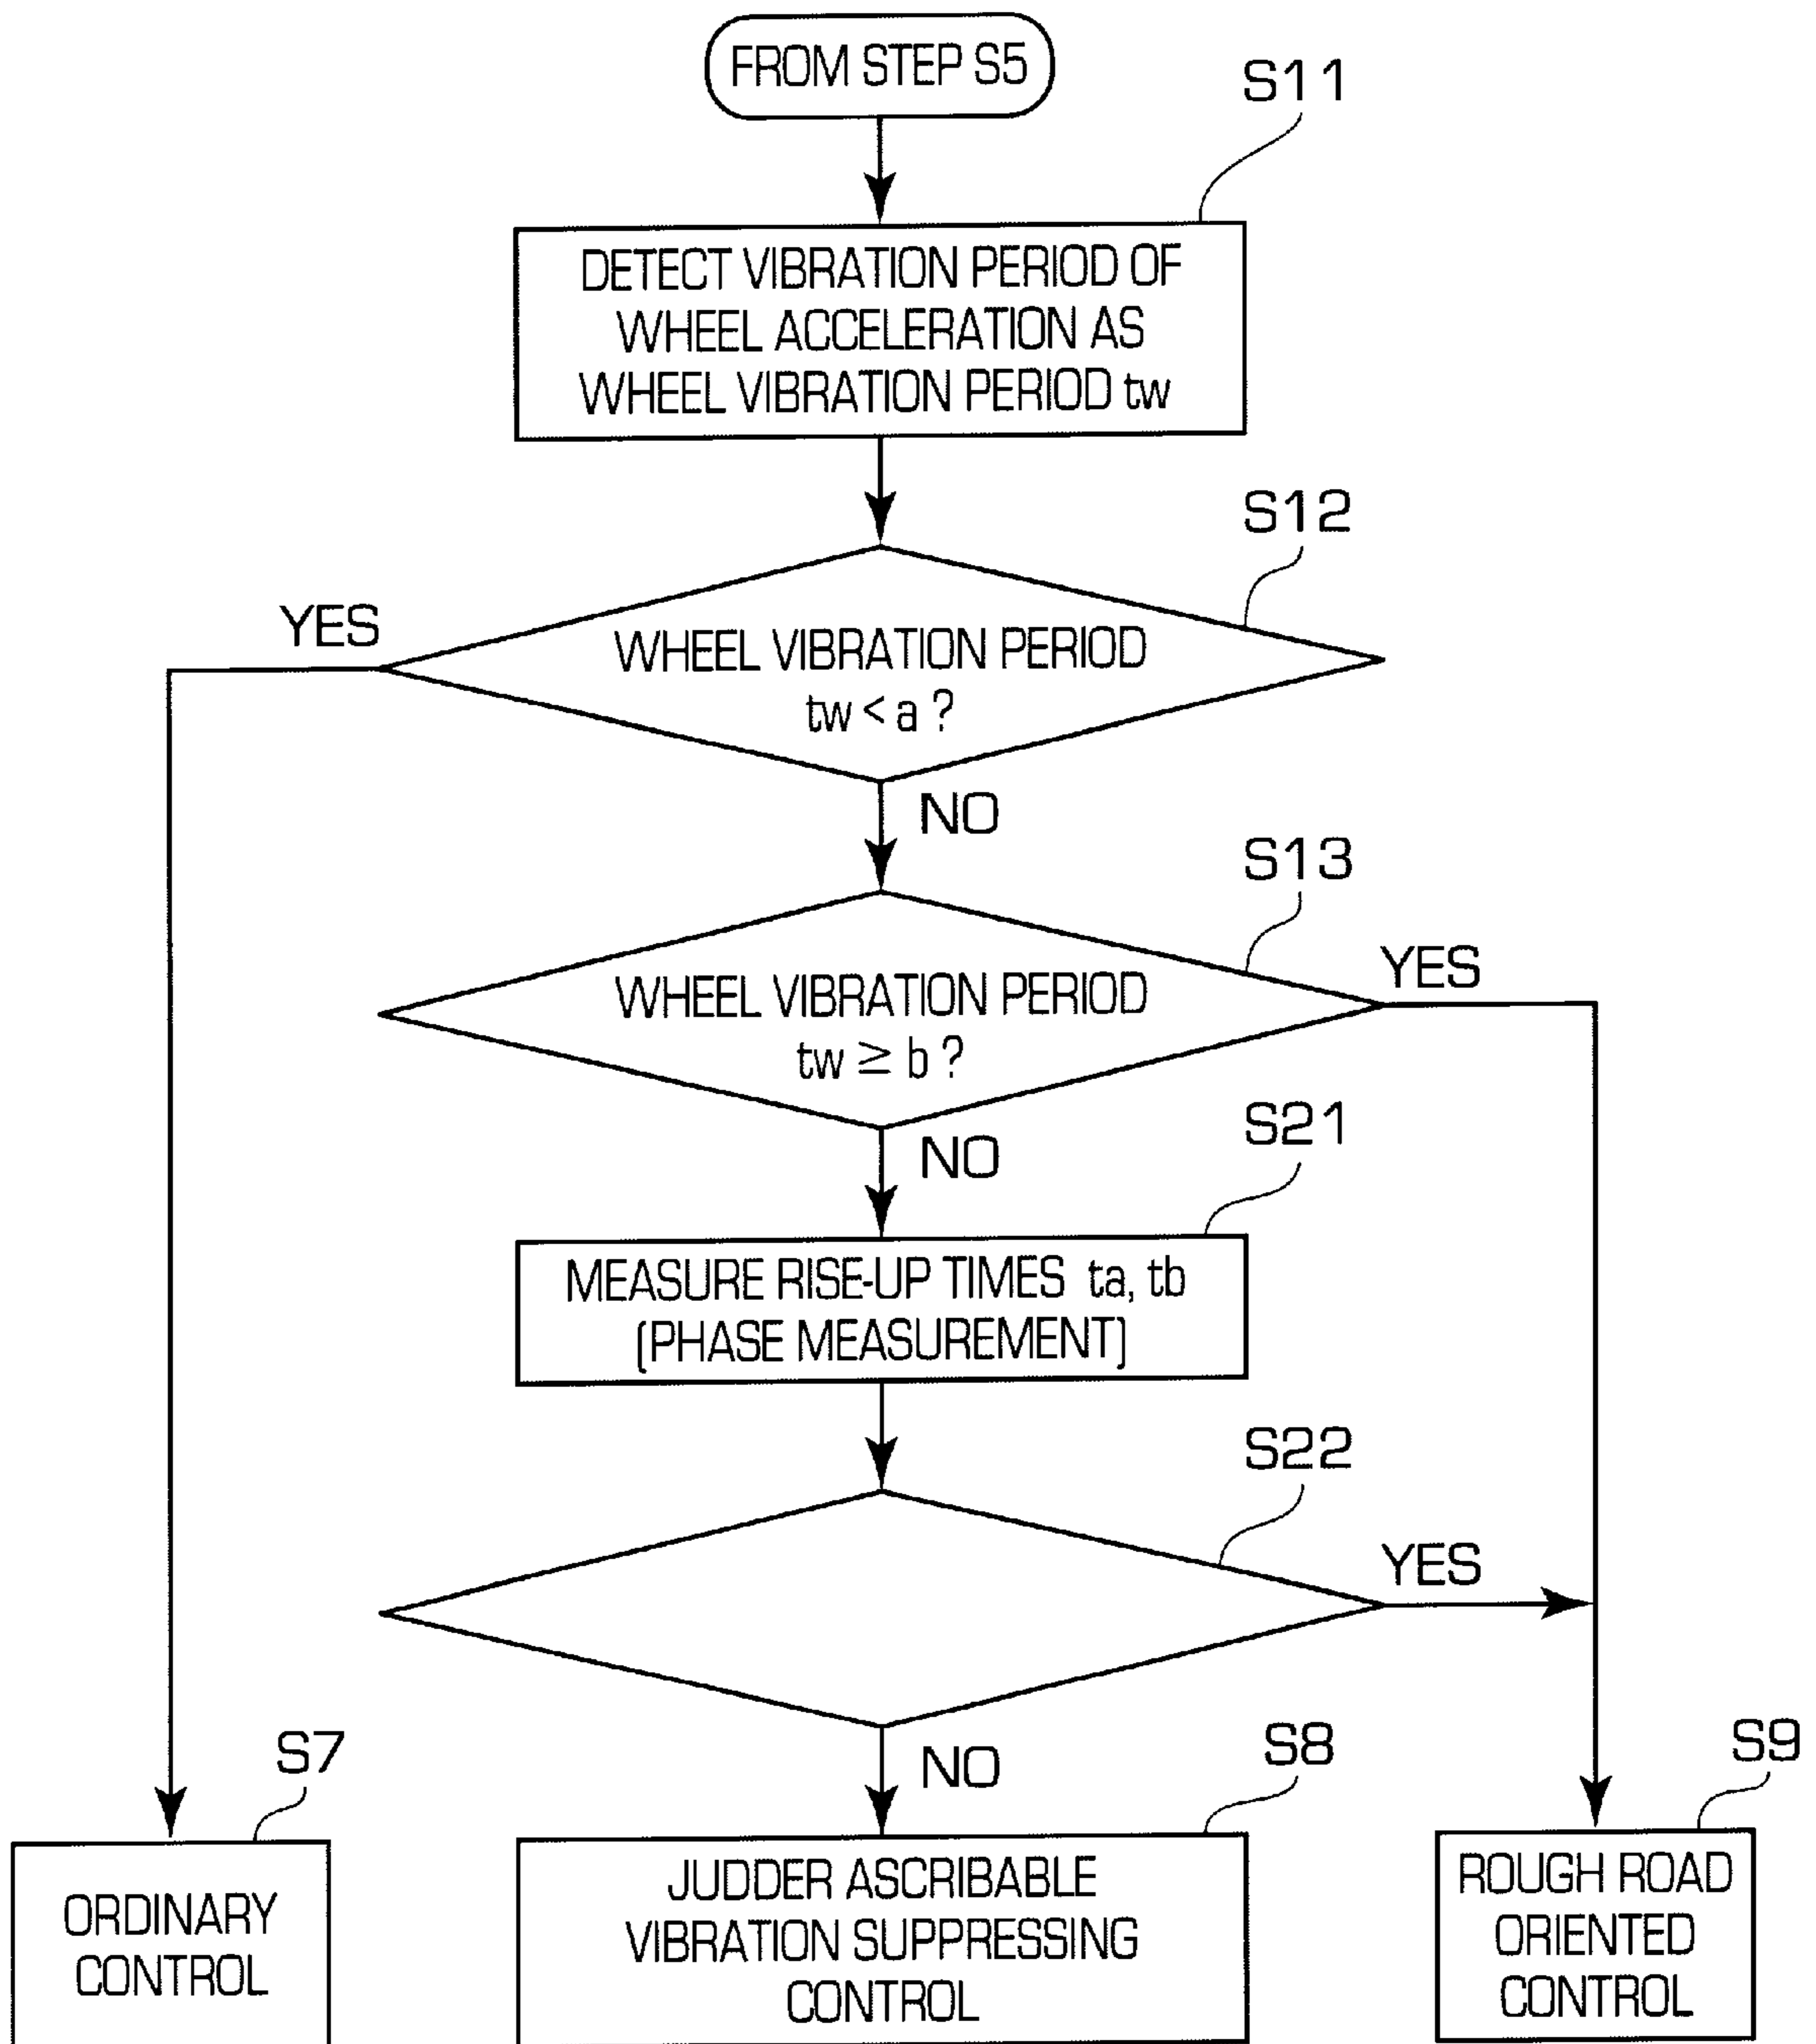 FROM STEP S5
S11
DETECT VIBRATION PERIOD OF
WHEEL ACCELERATION AS
WHEEL VIBRATION PERIOD tw
S12
YES
WHEEL VIBRATION PERIOD
tw < a ?
NO
S13
YES
WHEEL VIBRATION PERIOD
tw ≥ b ?
NO
S21
MEASURE RISE-UP TIMES ta, tb
(PHASE MEASUREMENT)
S22
YES
NO
S7
ORDINARY
CONTROL
S8
JUDDER ASCRIBABLE
VIBRATION SUPPRESSING
CONTROL
S9
ROUGH ROAD
ORIENTED
CONTROL